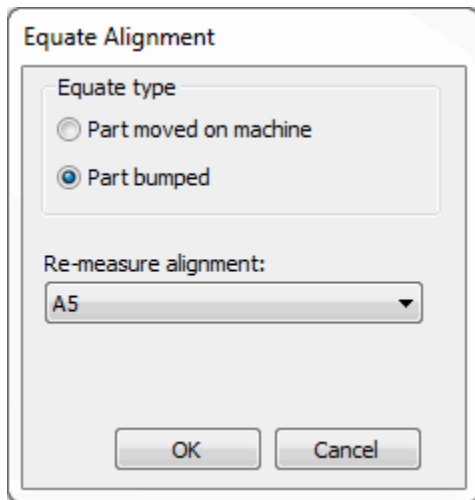 Equate Alignment
Equate type
Part moved on machine
Part bumped
Re-measure alignment:
A5
OK
Cancel